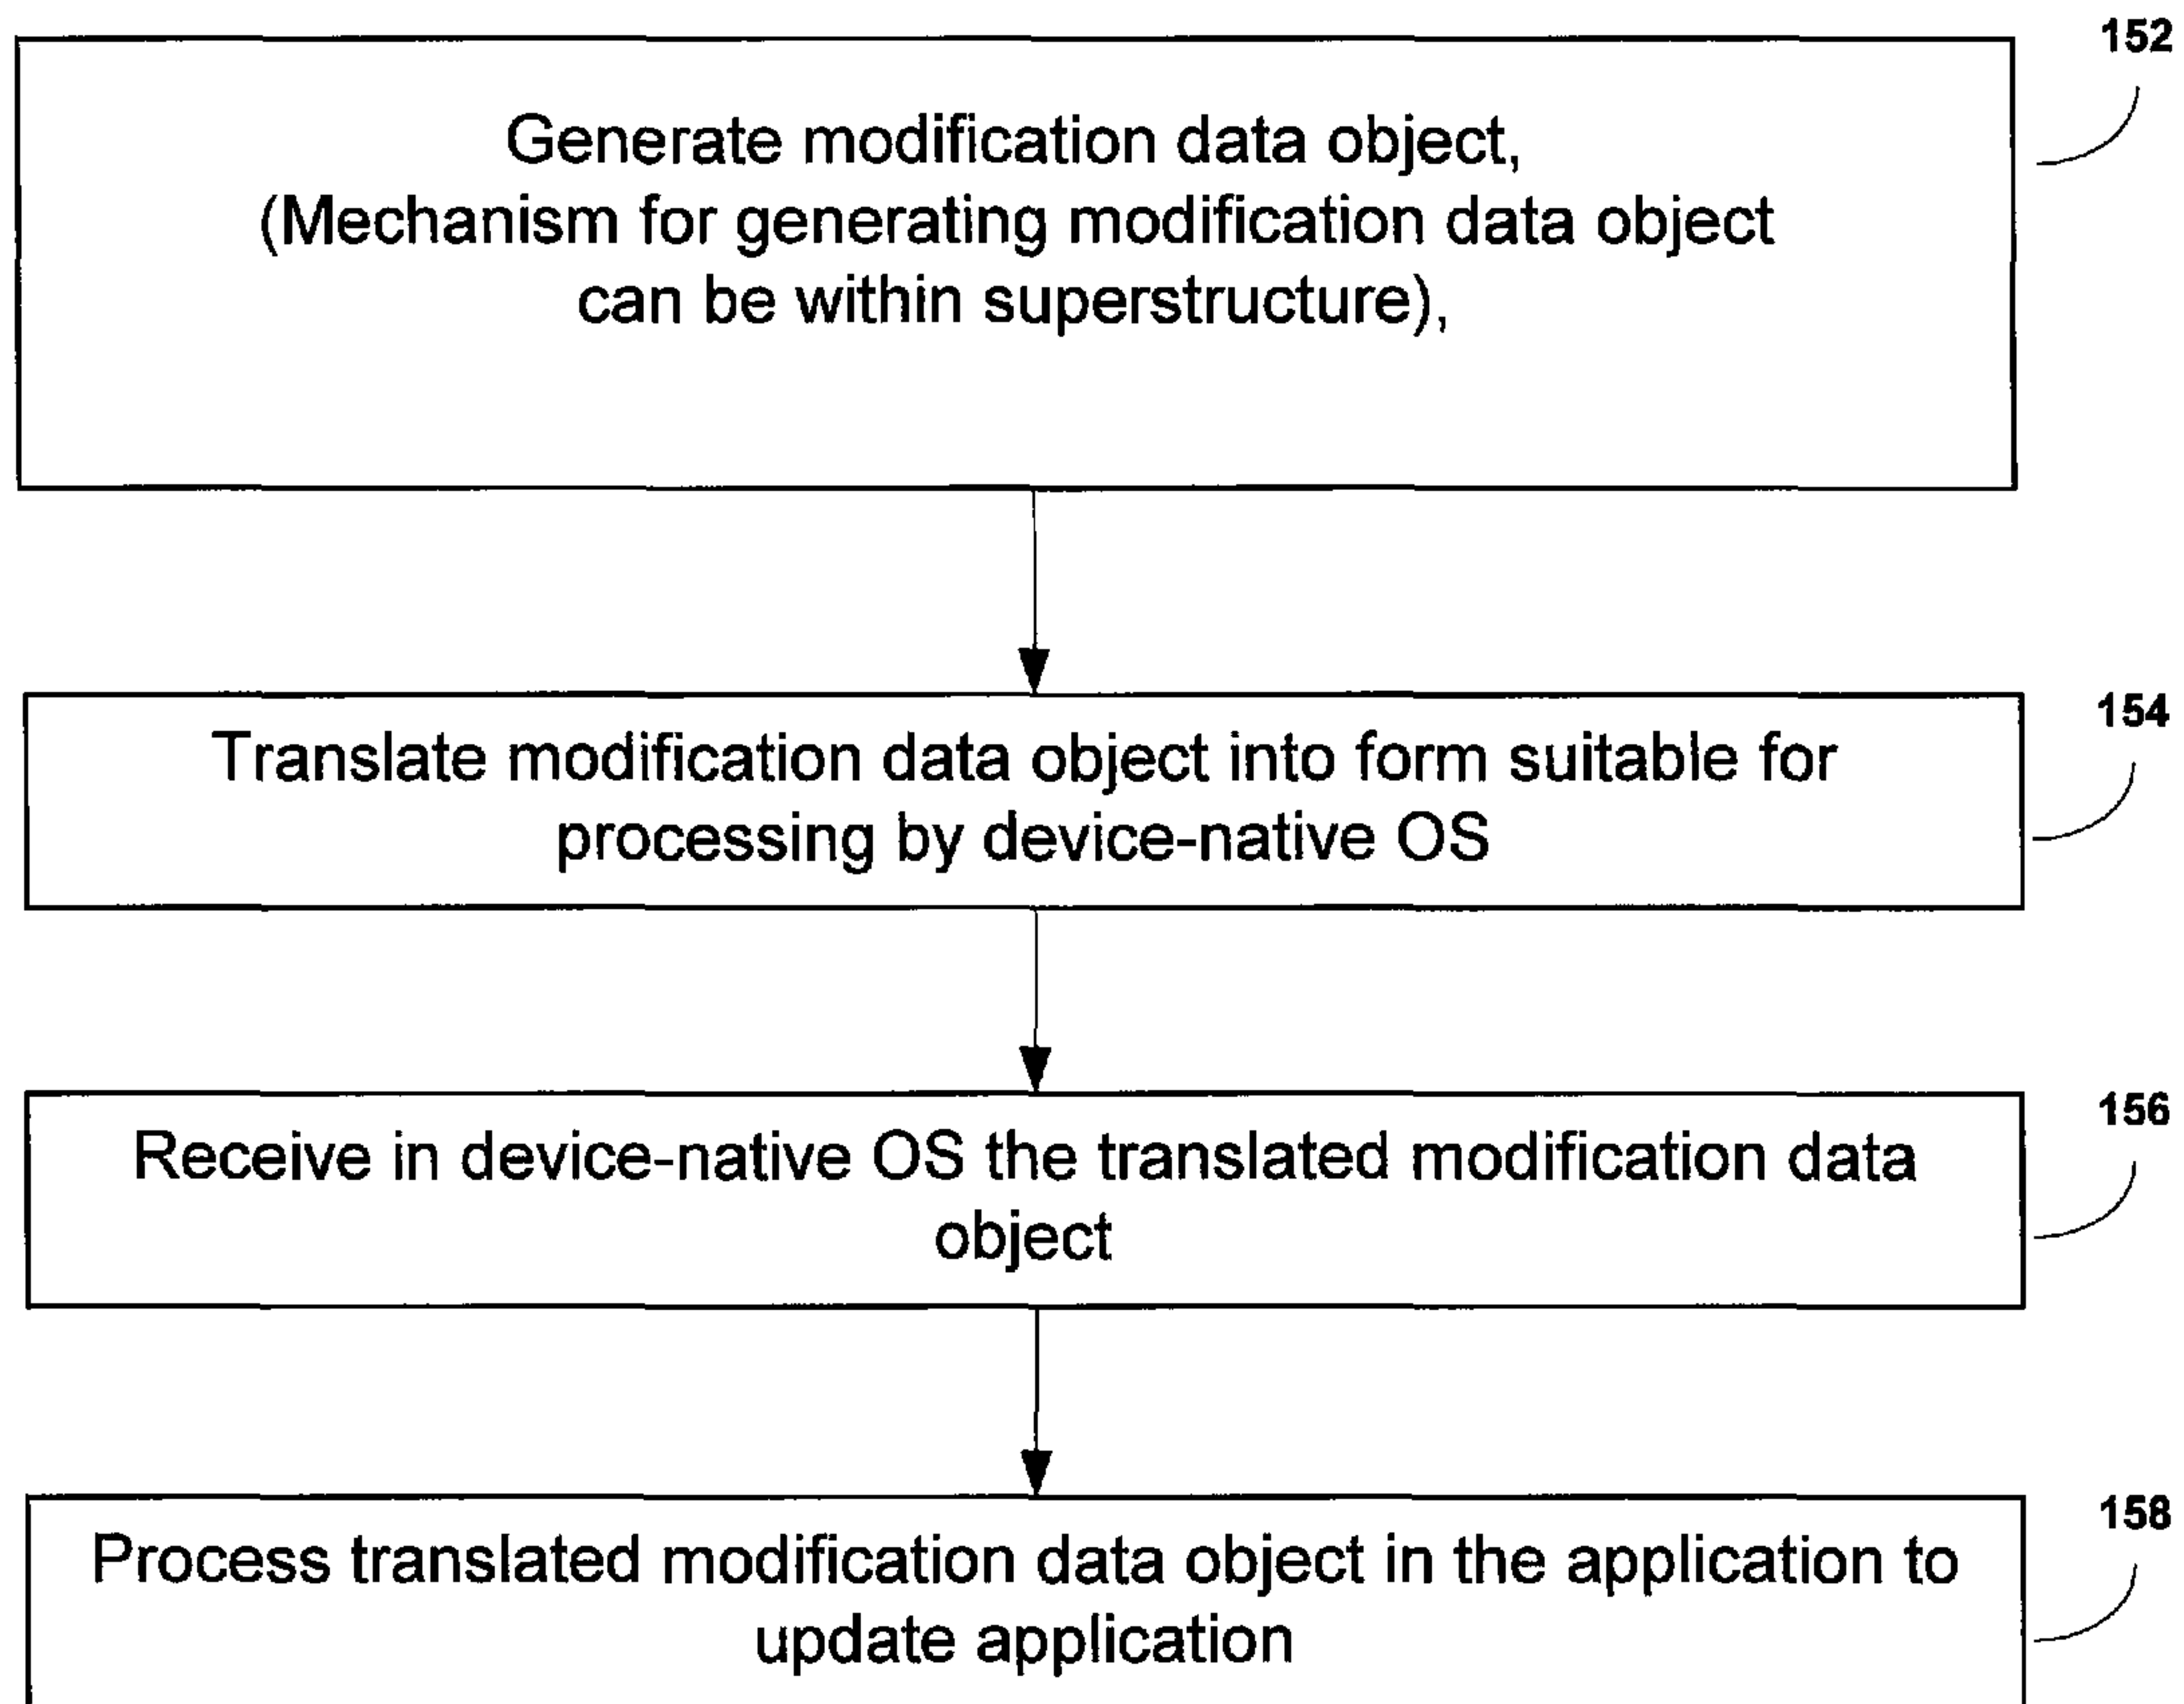 152
Generate modification data object,
(Mechanism for generating modification data object
can be within superstructure),
154
Translate modification data object into form suitable for
processing by device-native OS
156
Receive in device-native OS the translated modification data
object
158
Process translated modification data object in the application to
update application